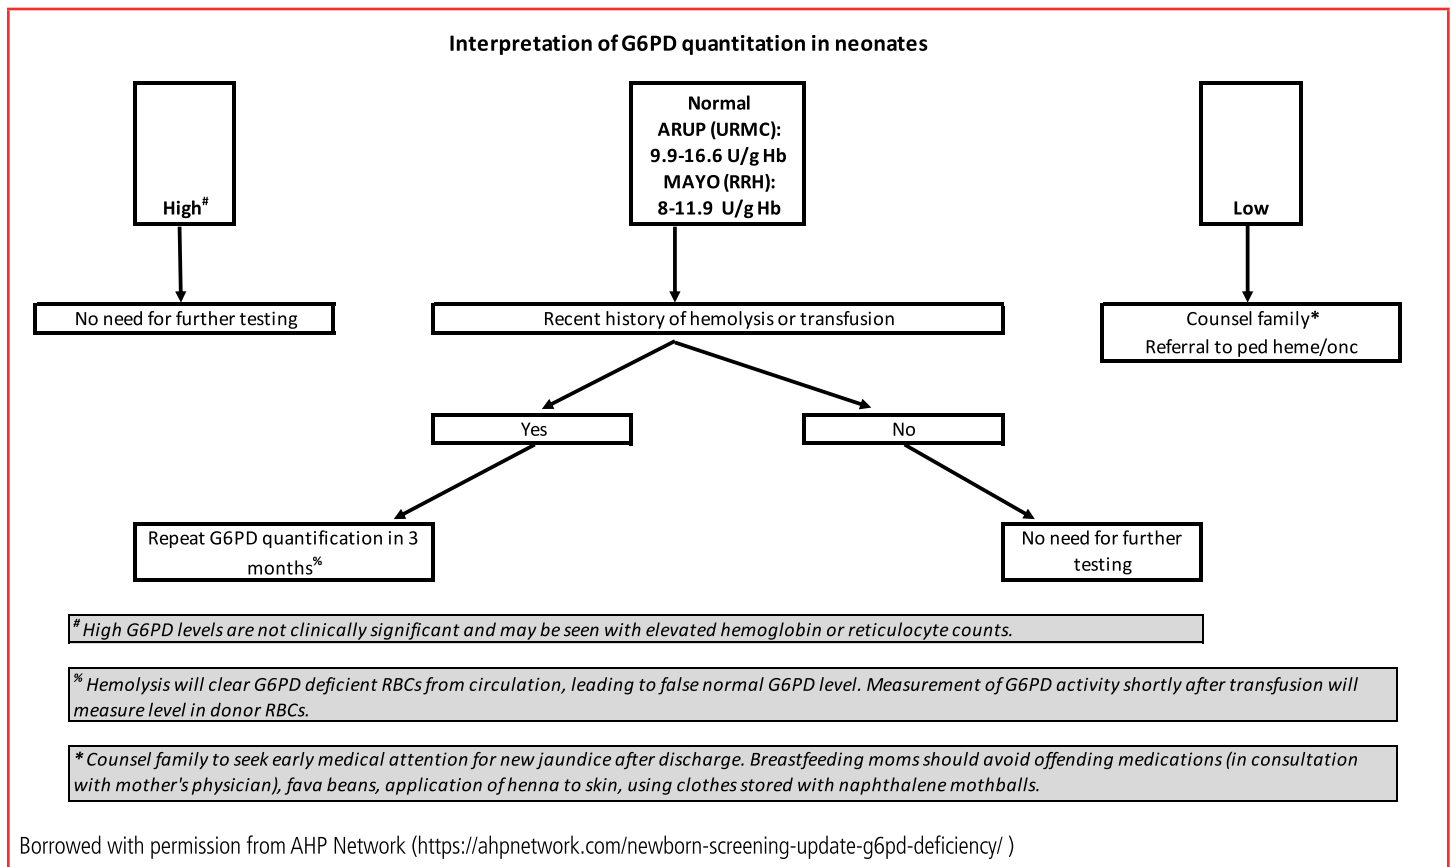 Interpretation of G6PD quantitation in neonates
High#
Normal
ARUP (URMC):
9.9-16.6 U/g Hb
MAYO (RRH):
8-11.9 U/g Hb
Low
No need for further testing
Recent history of hemolysis or transfusion
Counsel family*
Referral to ped heme/onc
Yes
No
Repeat G6PD quantification in 3
months%
No need for further
testing
# High G6PD levels are not clinically significant and may be seen with elevated hemoglobin or reticulocyte counts.
% Hemolysis will clear G6PD deficient RBCs from circulation, leading to false normal G6PD level. Measurement of G6PD activity shortly after transfusion will
measure level in donor RBCs.
* Counsel family to seek early medical attention for new jaundice after discharge. Breastfeeding moms should avoid offending medications (in consultation
with mother's physician), fava beans, application of henna to skin, using clothes stored with naphthalene mothballs.
Borrowed with permission from AHP Network (https://ahpnetwork.com/newborn-screening-update-g6pd-deficiency/ )